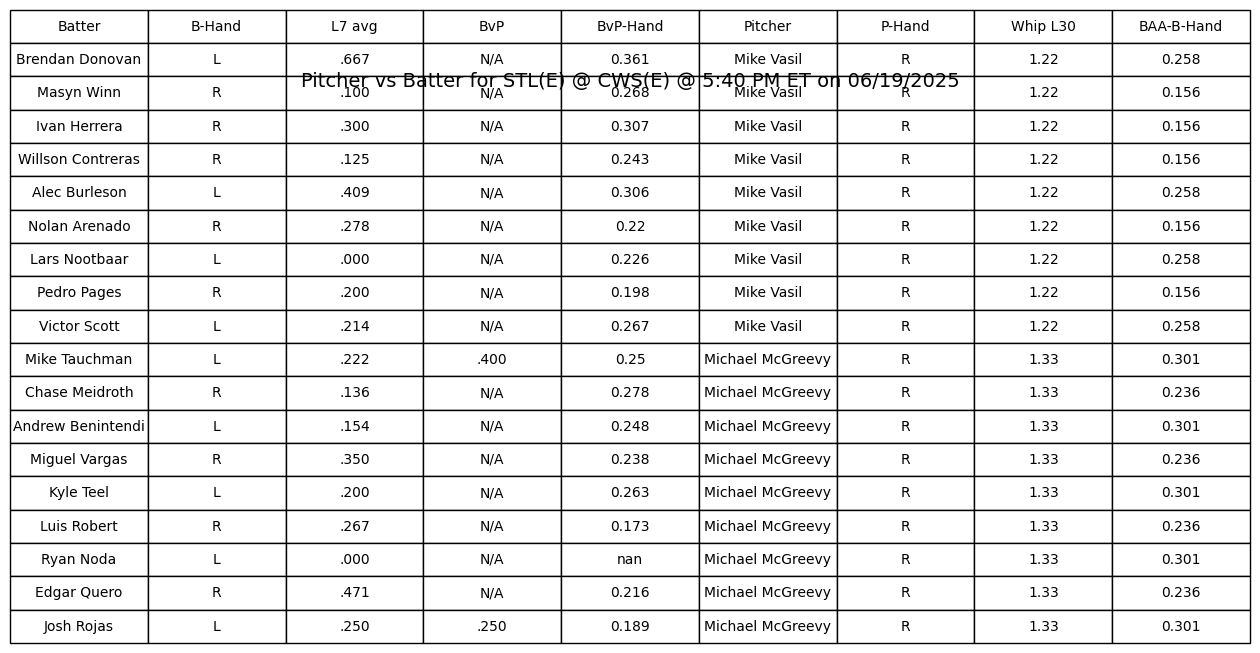 Batter B-Hand L7 avg BvP BvP-Hand Pitcher P-Hand Whip L30 BAA-B-Hand
Brendan Donovan L .667 N/A 0.361 Mike Vasil R 1.22 0.258
Pitcher vs Batter for STL(E) @ CWS(E) @ 5:40 PM ET on 06/19/2025
Masyn Winn R .100 N/A 0.268 Mike Vasil R 1.22 0.156
Ivan Herrera R .300 N/A 0.307 Mike Vasil R 1.22 0.156
Willson Contreras R .125 N/A 0.243 Mike Vasil R 1.22 0.156
Alec Burleson L .409 N/A 0.306 Mike Vasil R 1.22 0.258
Nolan Arenado R .278 N/A 0.22 Mike Vasil R 1.22 0.156
Lars Nootbaar L .000 N/A 0.226 Mike Vasil R 1.22 0.258
Pedro Pages R .200 N/A 0.198 Mike Vasil R 1.22 0.156
Victor Scott L .214 N/A 0.267 Mike Vasil R 1.22 0.258
Mike Tauchman L .222 .400 0.25 Michael McGreevy R 1.33 0.301
Chase Meidroth R .136 N/A 0.278 Michael McGreevy R 1.33 0.236
Andrew Benintendi L .154 N/A 0.248 Michael McGreevy R 1.33 0.301
Miguel Vargas R .350 N/A 0.238 Michael McGreevy R 1.33 0.236
Kyle Teel L .200 N/A 0.263 Michael McGreevy R 1.33 0.301
Luis Robert R .267 N/A 0.173 Michael McGreevy R 1.33 0.236
Ryan Noda L .000 N/A nan Michael McGreevy R 1.33 0.301
Edgar Quero R .471 N/A 0.216 Michael McGreevy R 1.33 0.236
Josh Rojas L .250 .250 0.189 Michael McGreevy R 1.33 0.301